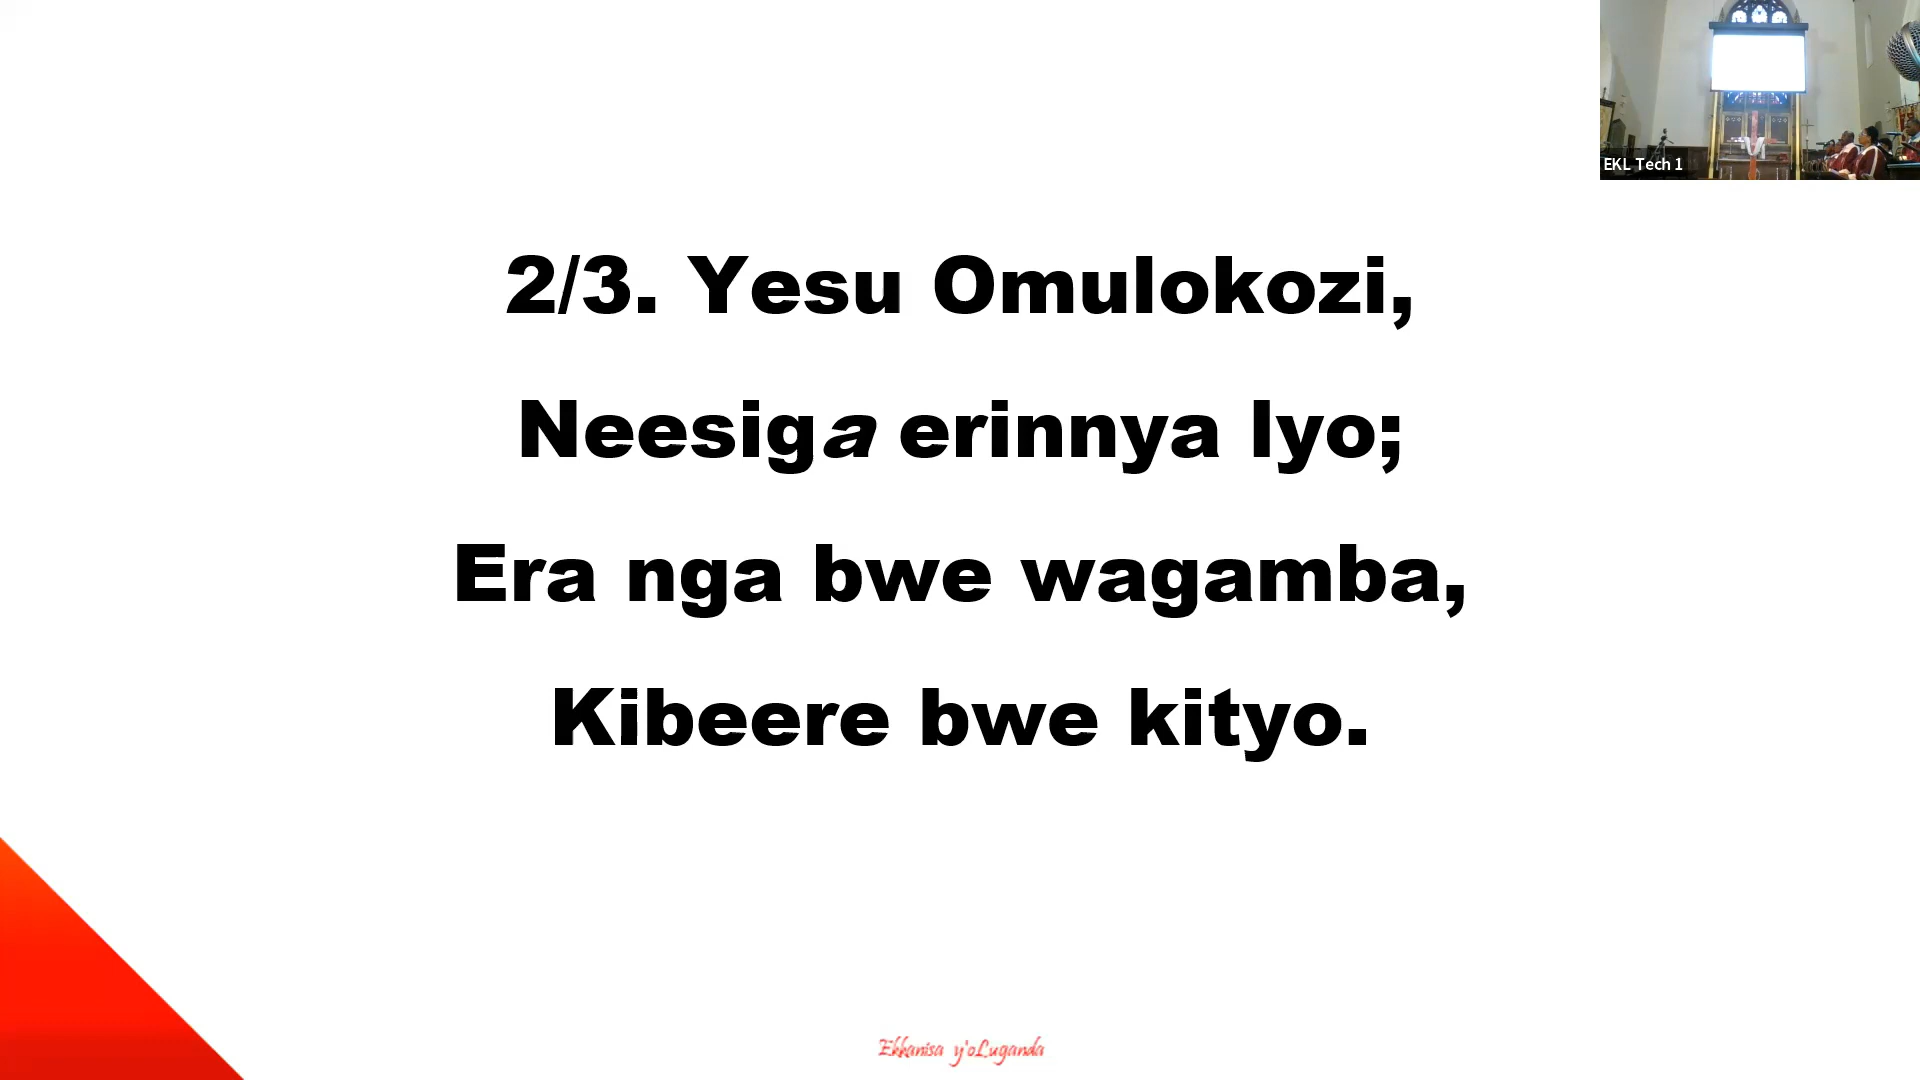 EKL Tech 1
2/3. Yesu Omulokozi,
Neesiga erinnya lyo;
Era nga bwe wagamba,
Kibeere bwe kityo.
Ekkanisa y'oLuganda